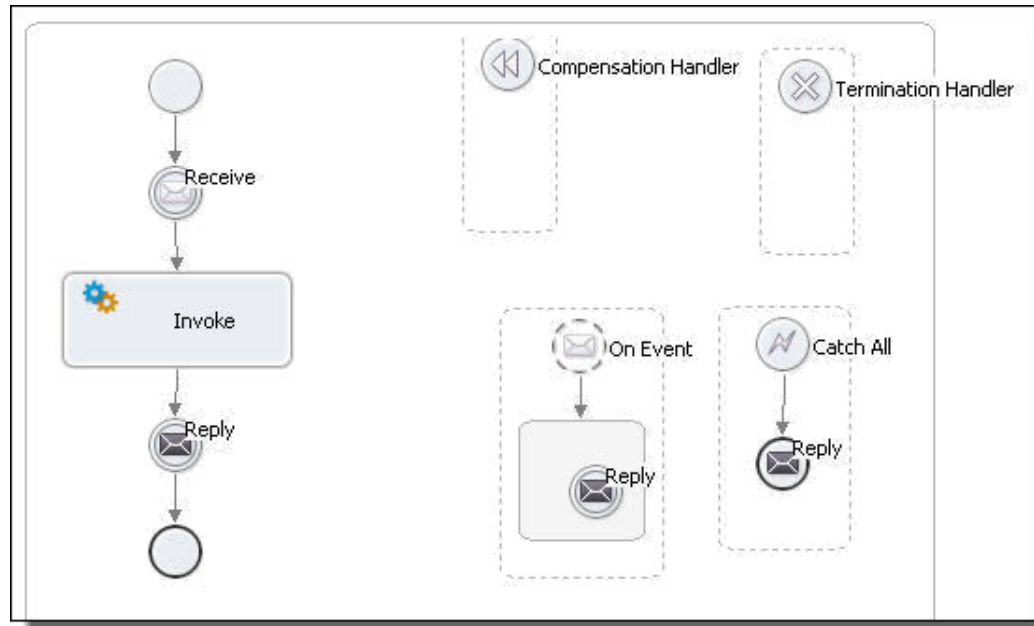 Compensation Handler
Termination Handler
Receive
Invoke
On Event
Catch All
Reply
Reply
Reply